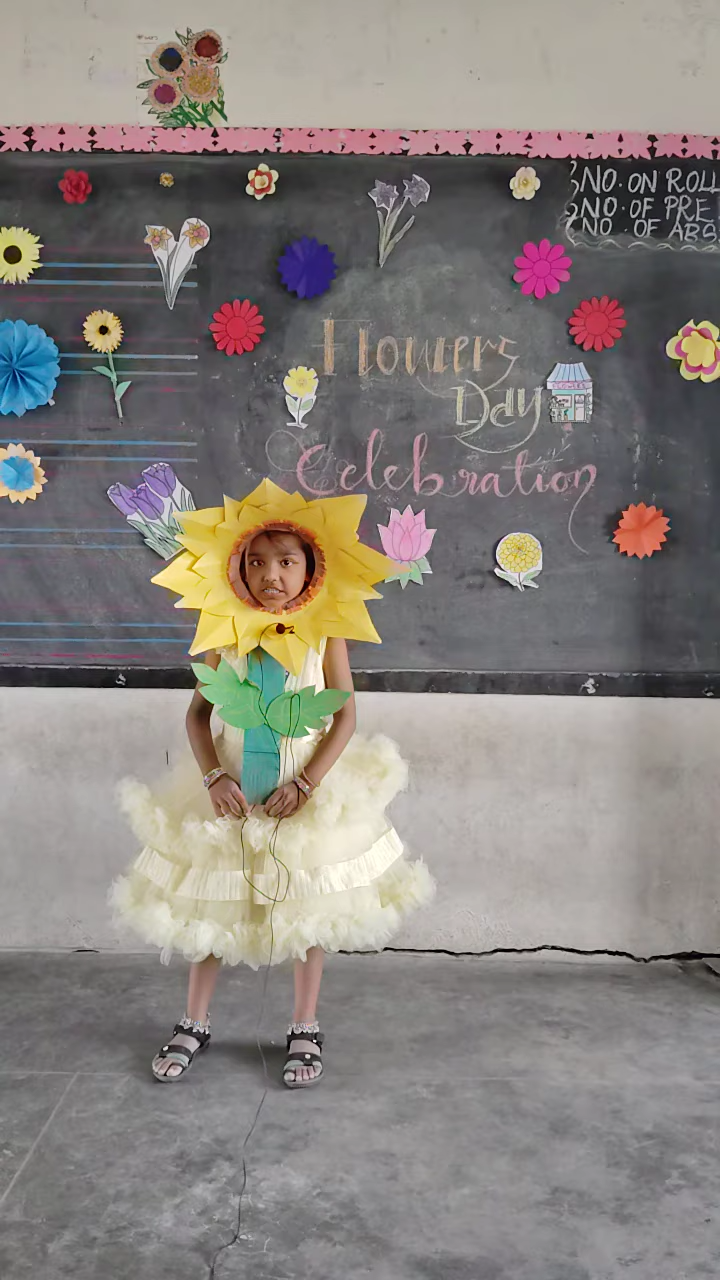 NO. ON ROLL
NO. OF PRE
NO. OF ABS
Flowers
Day
Celebration